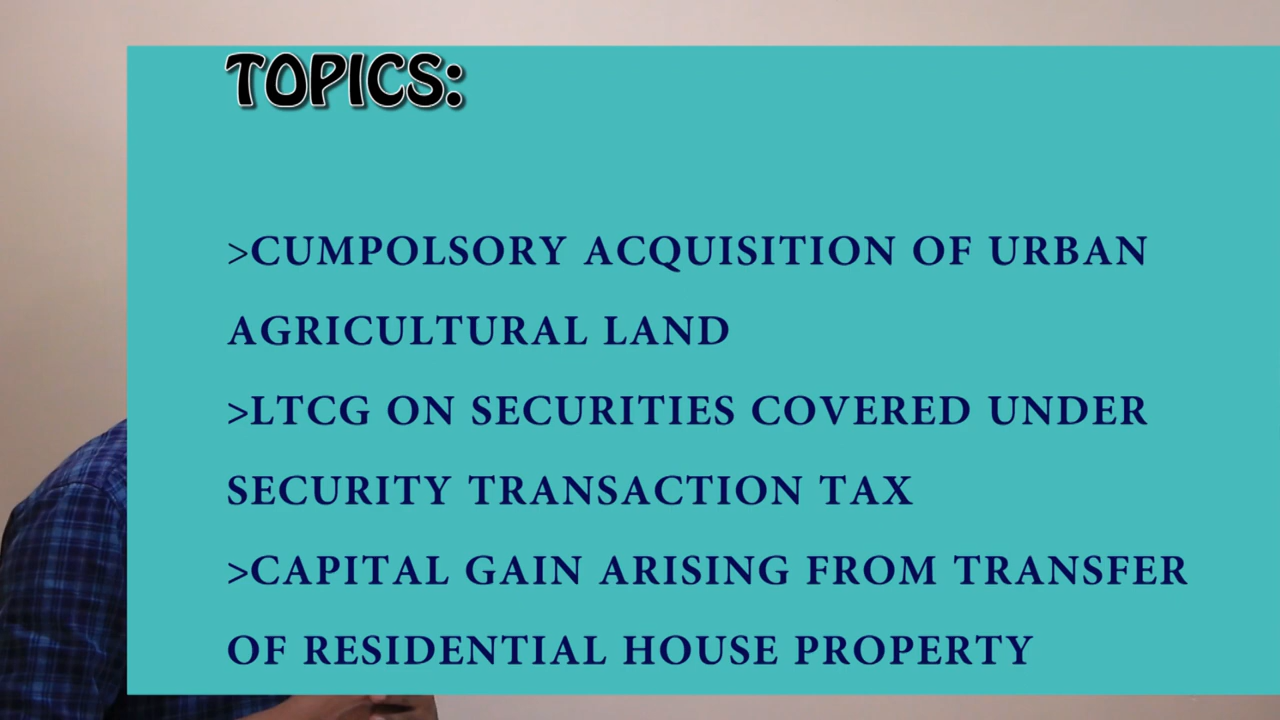 TOPICS:
>CUMPOLSORY ACQUISITION OF URBAN
AGRICULTURAL LAND
>LTCG ON SECURITIES COVERED UNDER
SECURITY TRANSACTION TAX
>CAPITAL GAIN ARISING FROM TRANSFER
OF RESIDENTIAL HOUSE PROPERTY